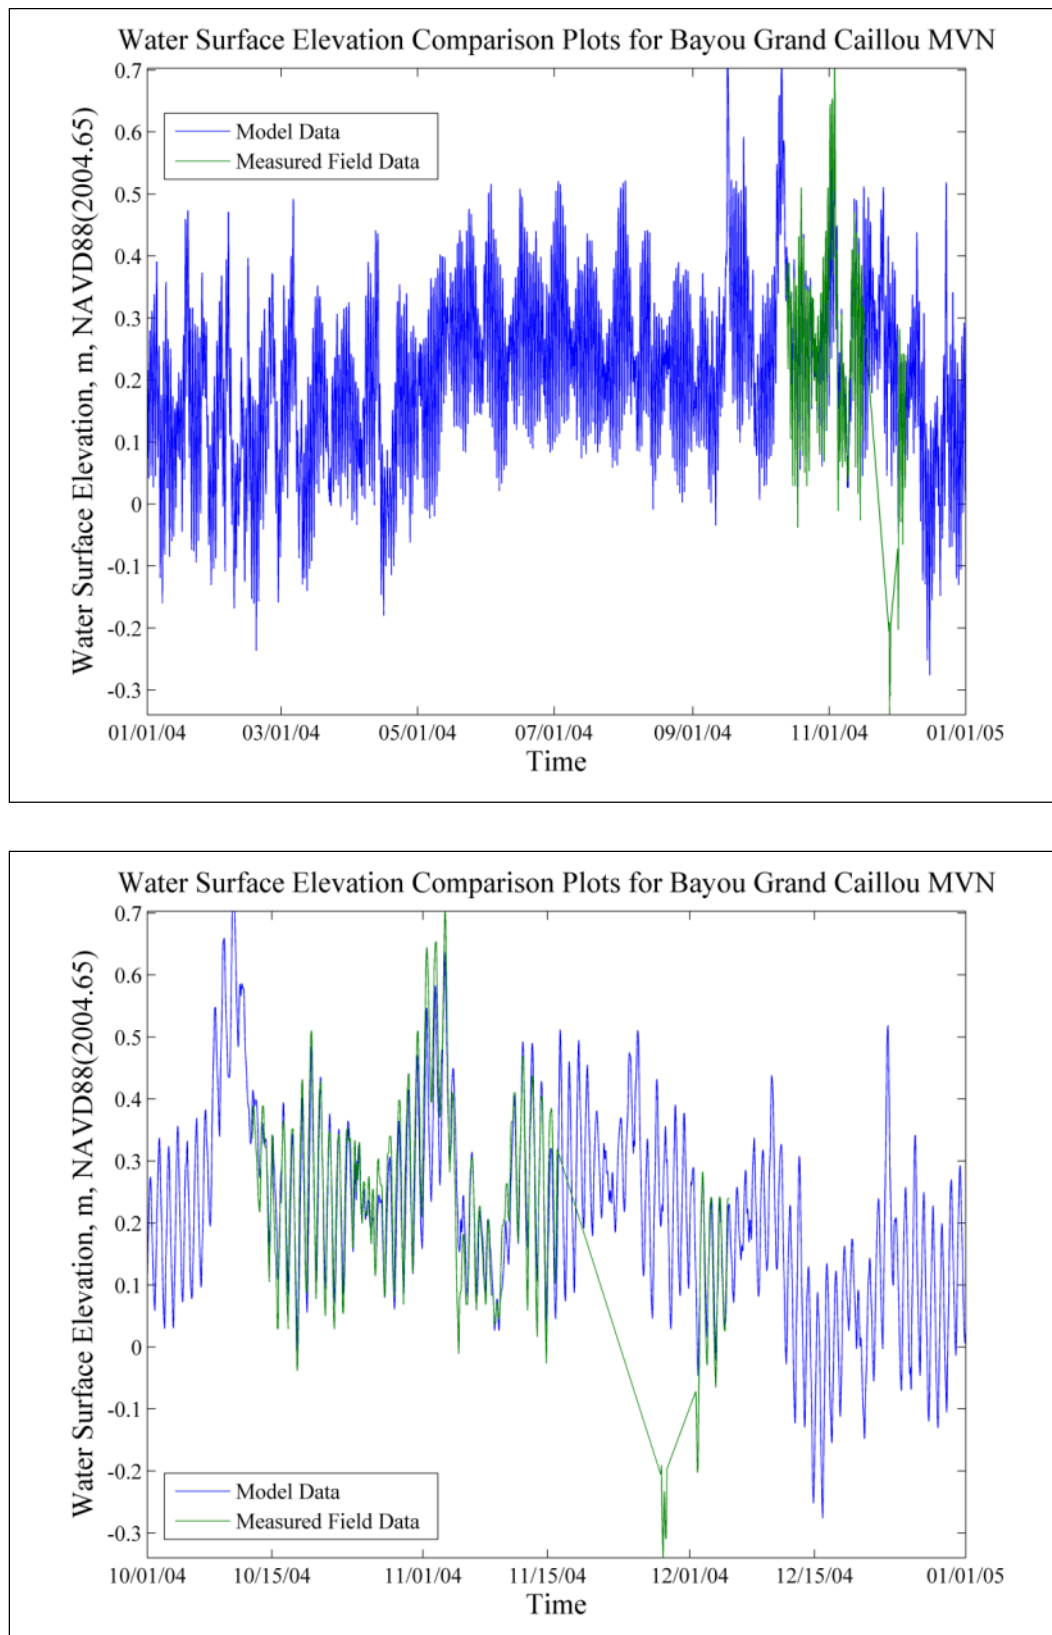 Water Surface Elevation Comparison Plots for Bayou Grand Caillou MVN
Water Surface Elevation, m, NAVD88(2004.65)
0.7
0.6
0.5
0.4
0.3
0.2
0.1
0
-0.1
-0.2
-0.3
Model Data
Measured Field Data
01/01/04 03/01/04 05/01/04 07/01/04 09/01/04 11/01/04 01/01/05
Time
Water Surface Elevation Comparison Plots for Bayou Grand Caillou MVN
Water Surface Elevation, m, NAVD88(2004.65)
0.7
0.6
0.5
0.4
0.3
0.2
0.1
0
-0.1
-0.2
-0.3
Model Data
Measured Field Data
10/01/04 10/15/04 11/01/04 11/15/04 12/01/04 12/15/04 01/01/05
Time